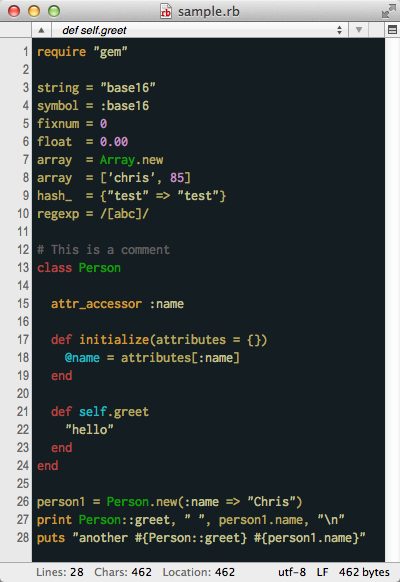 sample.rb
def self.greet
1 require "gem"
2
3 string = "base16"
4 symbol = :base16
5 fixnum = 0
6 float  = 0.00
7 array  = Array.new
8 array  = ['chris', 85]
9 hash_  = {"test" => "test"}
10 regexp = /[abc]/
11
12 # This is a comment
13 class Person
14
15   attr_accessor :name
16
17   def initialize(attributes = {})
18     @name = attributes[:name]
19   end
20
21   def self.greet
22     "hello"
23   end
24 end
25
26 person1 = Person.new(:name => "Chris")
27 print Person::greet, " ", person1.name, "\n"
28 puts "another #{Person::greet} #{person1.name}"
Lines: 28 Chars: 462 Location: 462 utf-8 LF 462 bytes